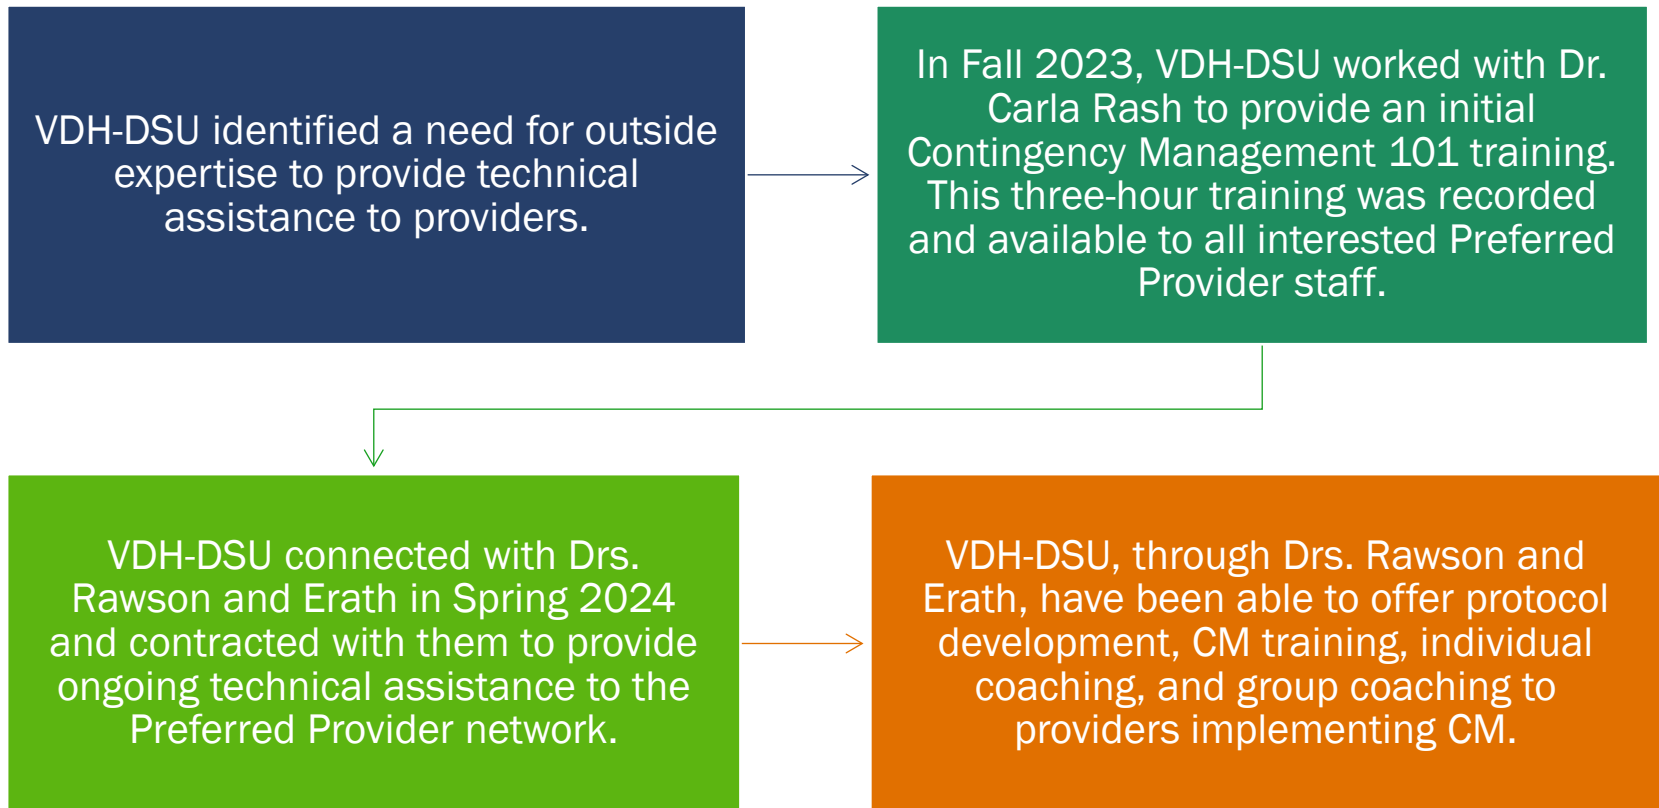 VDH-DSU identified a need for outside
expertise to provide technical
assistance to providers.
In Fall 2023, VDH-DSU worked with Dr.
Carla Rash to provide an initial
Contingency Management 101 training.
This three-hour training was recorded
and available to all interested Preferred
Provider staff.
VDH-DSU connected with Drs.
Rawson and Erath in Spring 2024
and contracted with them to provide
ongoing technical assistance to the
Preferred Provider network.
VDH-DSU, through Drs. Rawson and
Erath, have been able to offer protocol
development, CM training, individual
coaching, and group coaching to
providers implementing CM.